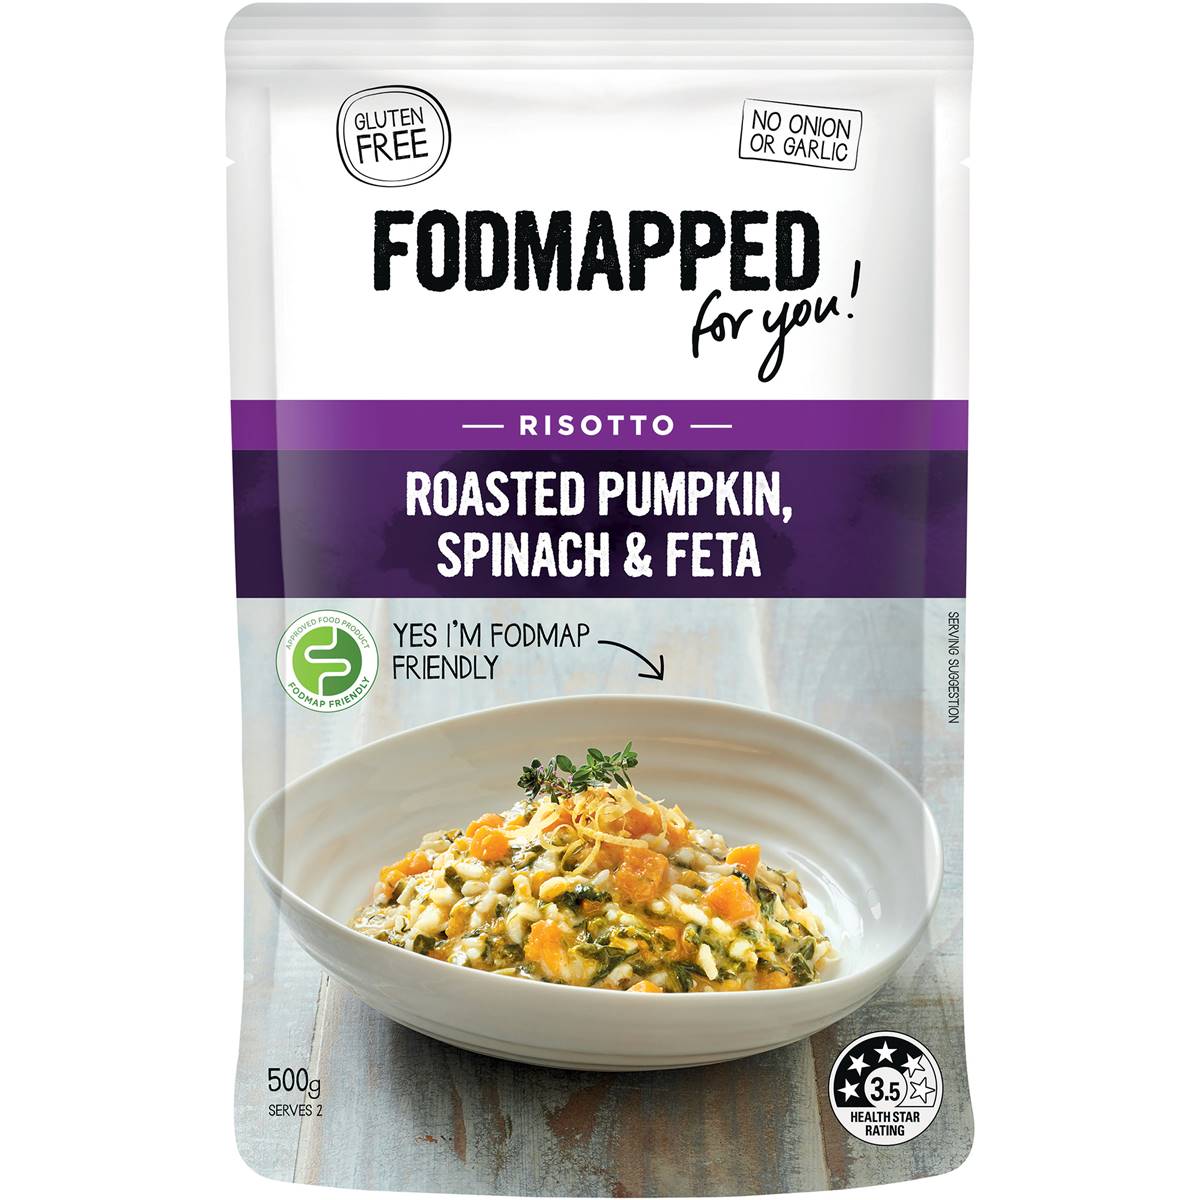 GLUTEN
FREE
NO ONION
OR GARLIC
FODMAPPED
for you!
RISOTTO
ROASTED PUMPKIN,
SPINACH & FETA
APPROVED FOOD PRODUCT
FODMAP FRIENDLY
YES I'M FODMAP
FRIENDLY
SERVING SUGGESTION
500g
SERVES 2
3.5
HEALTH STAR
RATING